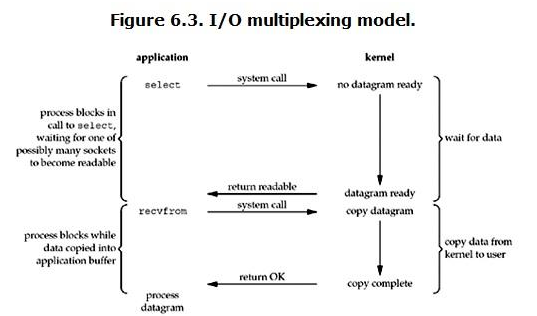 Figure 6.3. I/O multiplexing model.
application
kernel
select
system call
no datagram ready
process blocks in
call to select,
waiting for one of
possibly many sockets
to become readable
wait for data
return readable
datagram ready
recvfrom
system call
copy datagram
process blocks while
data copied into
application buffer
copy data from
kernel to user
return OK
copy complete
process
datagram